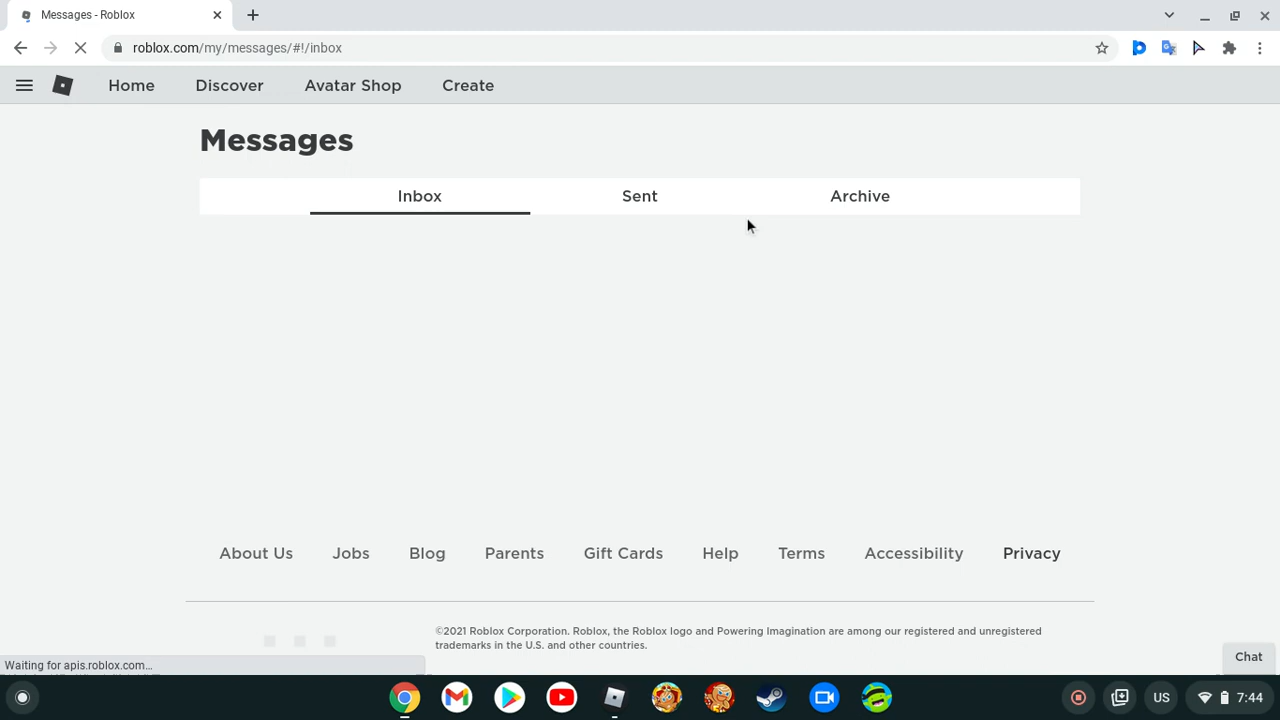 Messages - Roblox
roblox.com/my/messages/#!/inbox
Home Discover Avatar Shop Create
Messages
Inbox Sent Archive
About Us Jobs Blog Parents Gift Cards Help Terms Accessibility Privacy
©2021 Roblox Corporation. Roblox, the Roblox logo and Powering Imagination are among our registered and unregistered
trademarks in the U.S. and other countries.
Chat
Waiting for apis.roblox.com...
US 7:44